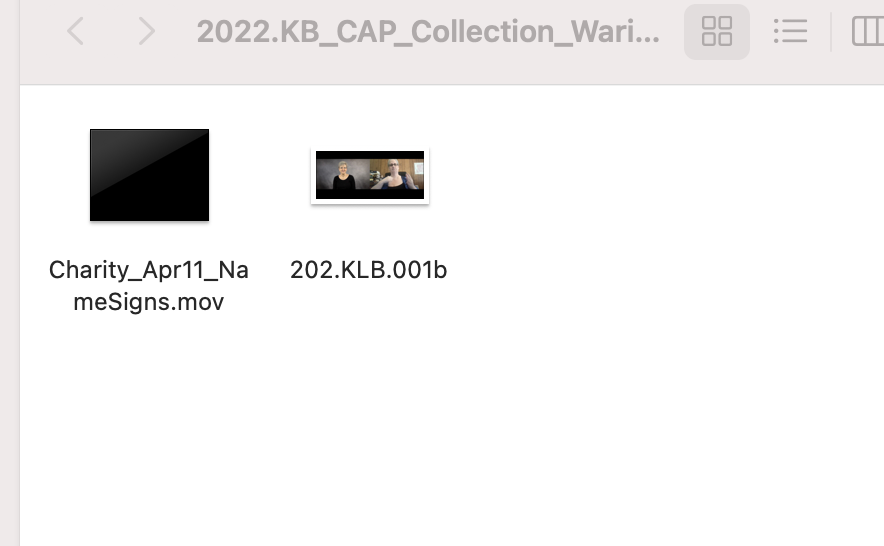 2022.KB_CAP_Collection_Wari...
Charity_Apr11_Na
meSigns.mov
202.KLB.001b